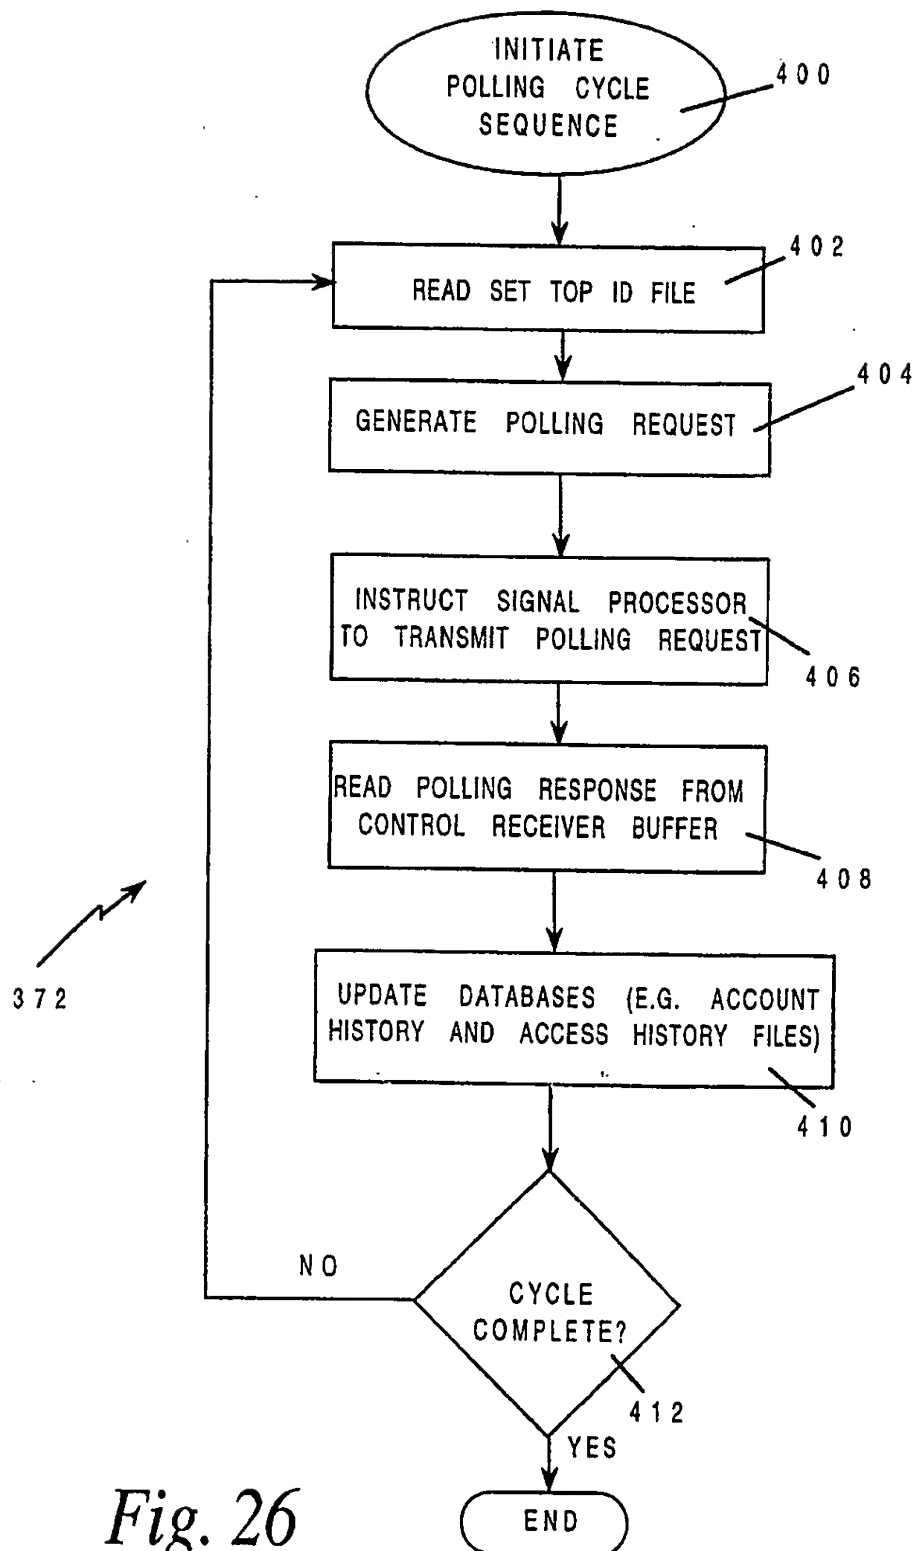 INITIATE
POLLING CYCLE
SEQUENCE
400
402
READ SET TOP ID FILE
404
GENERATE POLLING REQUEST
INSTRUCT SIGNAL PROCESSOR
TO TRANSMIT POLLING REQUEST
406
READ POLLING RESPONSE FROM
CONTROL RECEIVER BUFFER
408
372
UPDATE DATABASES (E.G. ACCOUNT
HISTORY AND ACCESS HISTORY FILES)
410
NO
CYCLE
COMPLETE?
412
YES
END
Fig. 26